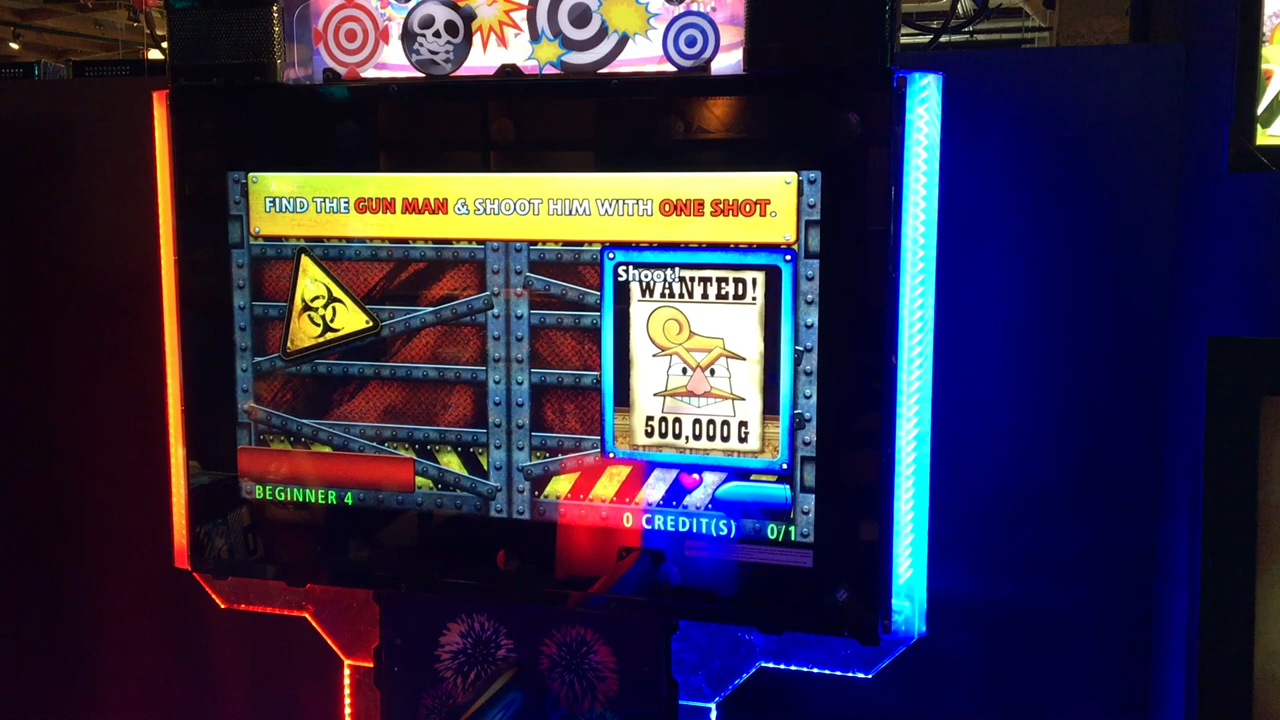 FIND THE GUN MAN & SHOOT HIM WITH ONE SHOT.
Shoot!
WANTED!
500,000 G
BEGINNER 4
0 CREDIT(S) 0/1